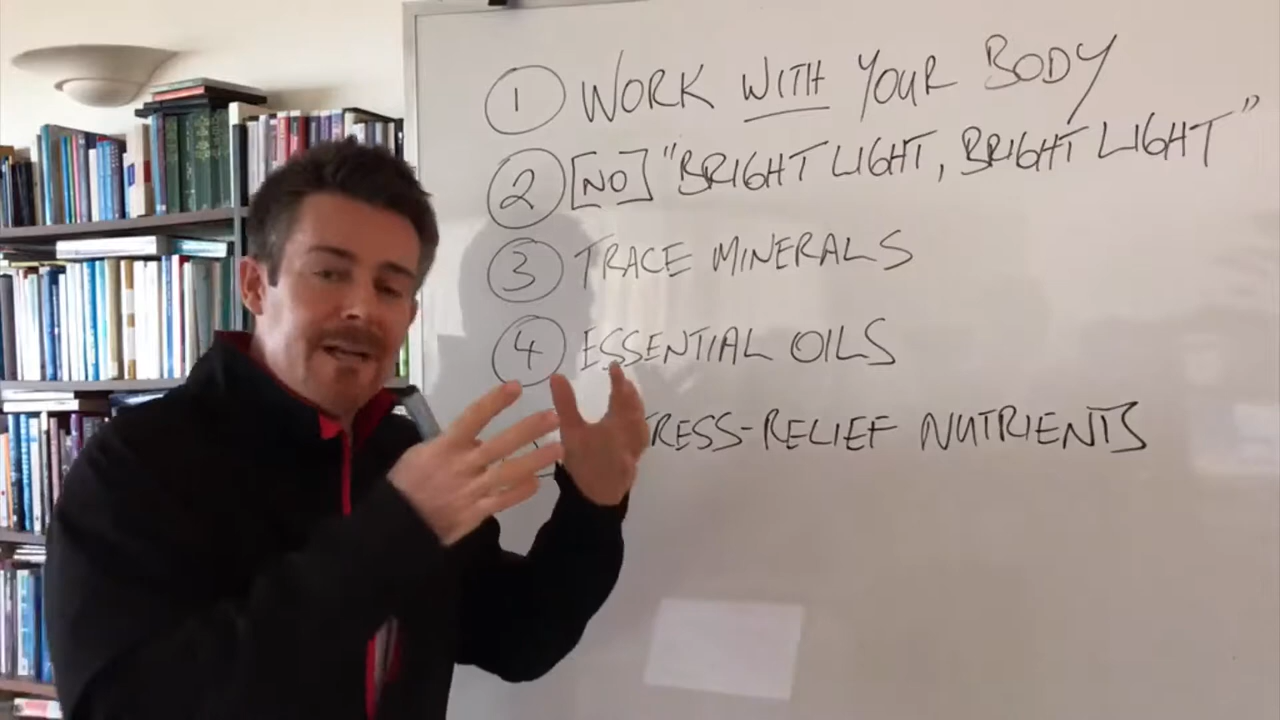 1 WORK WITH YOUR BODY
2 [NO] "BRIGHT LIGHT, BRIGHT LIGHT"
3 TRACE MINERALS
4 ESSENTIAL OILS
TRESS-RELIEF NUTRIENTS